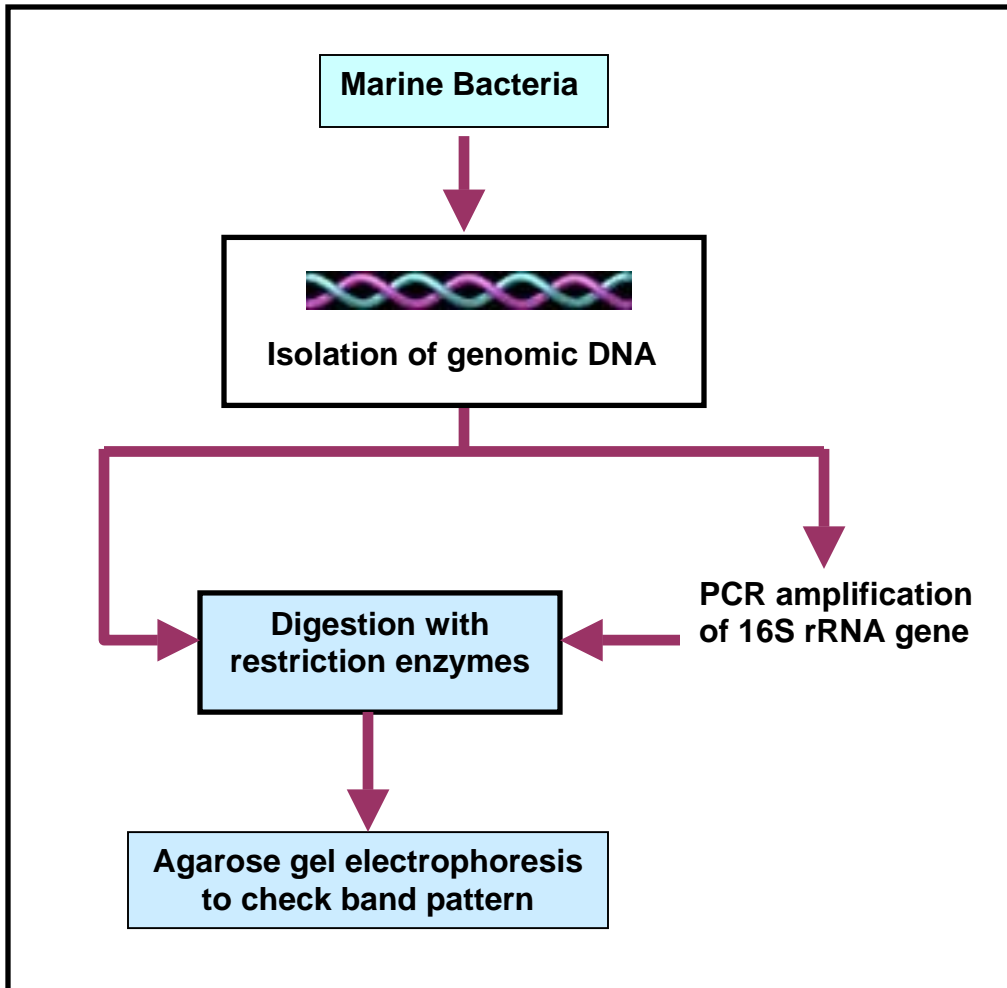 Marine Bacteria
Isolation of genomic DNA
PCR amplification
of 16S rRNA gene
Digestion with
restriction enzymes
Agarose gel electrophoresis
to check band pattern